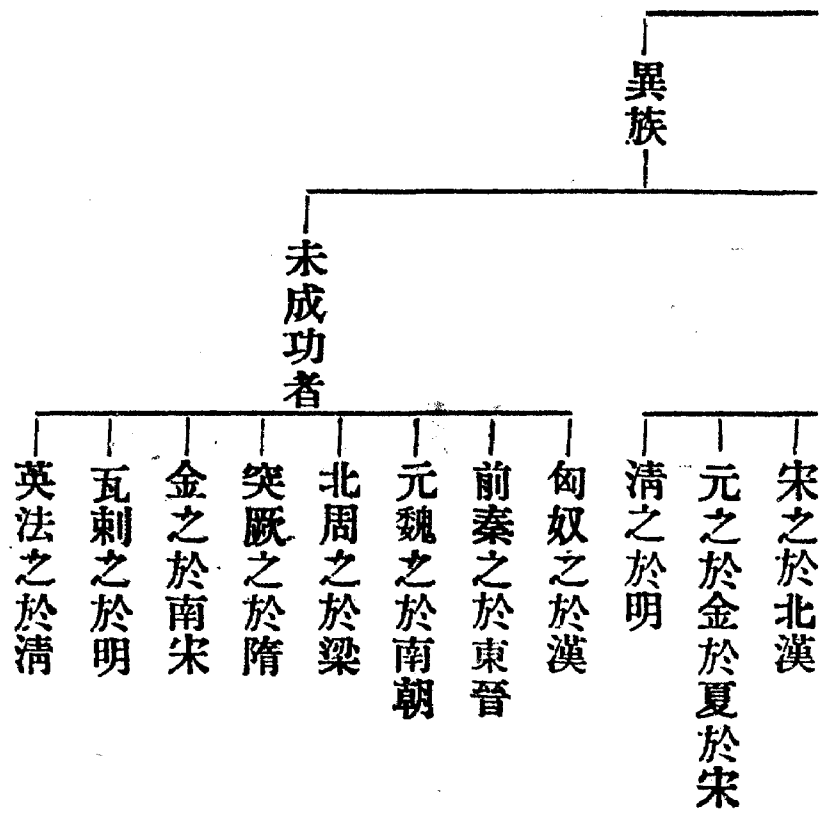 異族
未成功者
宋之於北漢
元之於金於夏於宋
淸之於明
匈奴之於漢
前秦之於東晉
元魏之於南朝
北周之於梁
突厥之於隋
金之於南宋
瓦剌之於明
英法之於淸